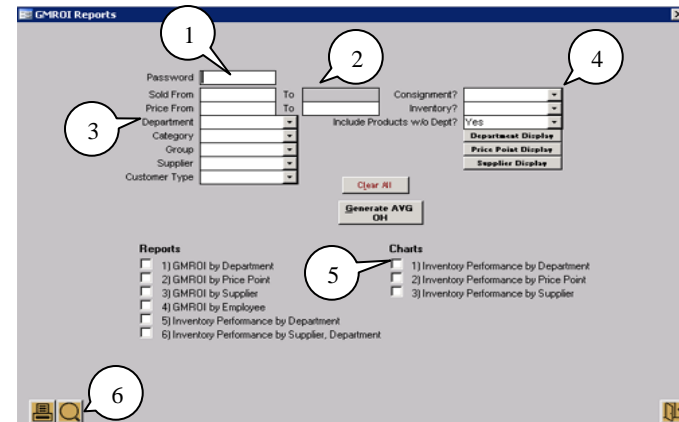 GMROI Reports
1
2
4
Password
Sold From To Consignment?
Price From To Inventory?
3
Department Include Products w/o Dept? Yes
Category Department Display
Group Price Point Display
Supplier Supplier Display
Customer Type
Clear All
Generate AVG
OH
Reports Charts
5
1) GMROI by Department 1) Inventory Performance by Department
2) GMROI by Price Point 2) Inventory Performance by Price Point
3) GMROI by Supplier 3) Inventory Performance by Supplier
4) GMROI by Employee
5) Inventory Performance by Department
6) Inventory Performance by Supplier, Department
6